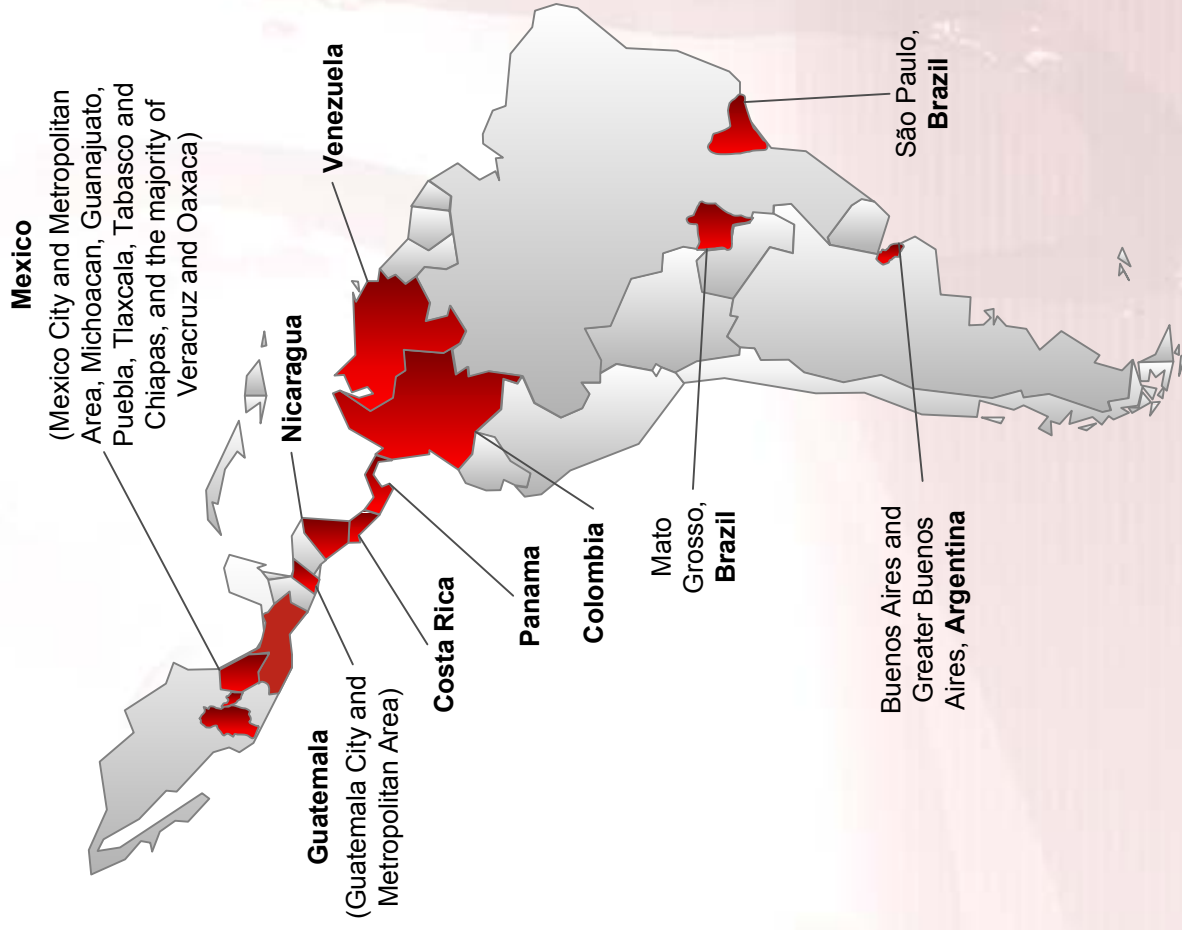 Mexico
(Mexico City and Metropolitan
Area, Michoacan, Guanajuato,
Puebla, Tlaxcala, Tabasco and
Chiapas, and the majority of
Veracruz and Oaxaca)
Venezuela
Nicaragua
Guatemala
(Guatemala City and
Metropolitan Area)
Costa Rica
Panama
Colombia
Mato
Grosso,
Brazil
São Paulo,
Brazil
Buenos Aires and
Greater Buenos
Aires, Argentina